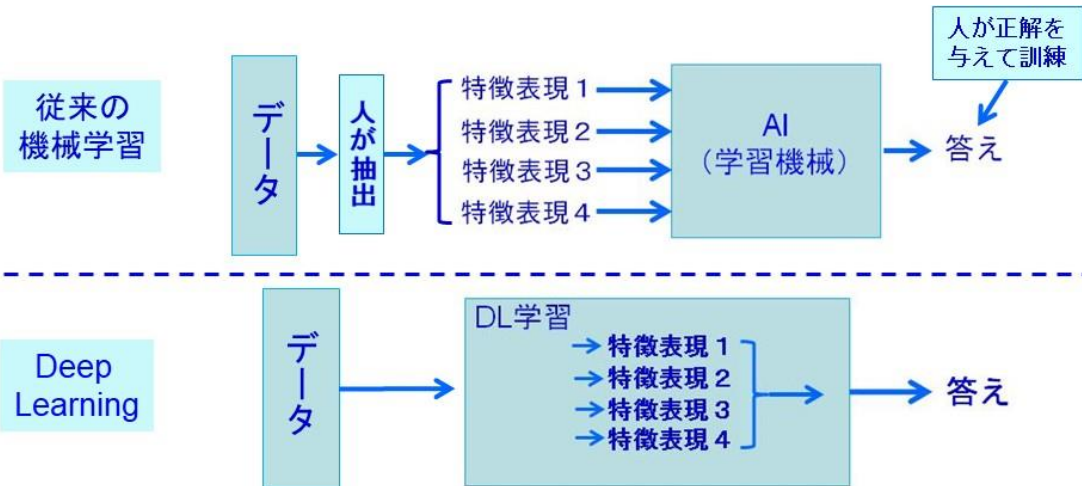 人が正解を
与えて訓練
従来の
機械学習
データ
人が抽出
特徴表現1
特徴表現2
特徴表現3
特徴表現4
AI
(学習機械)
答え
Deep
Learning
データ
DL学習
特徴表現1
特徴表現2
特徴表現3
特徴表現4
答え